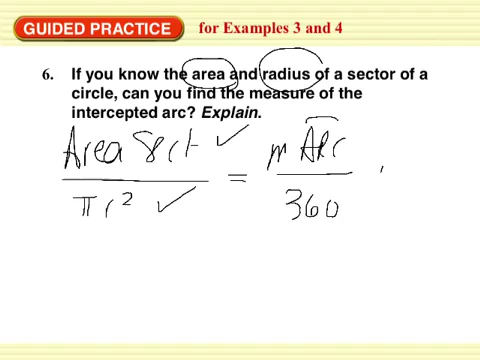 GUIDED PRACTICE for Examples 3 and 4
6. If you know the area and radius of a sector of a
circle, can you find the measure of the
intercepted arc? Explain.
Area Sect ✓ m Arc
= 
πr² ✓ 360